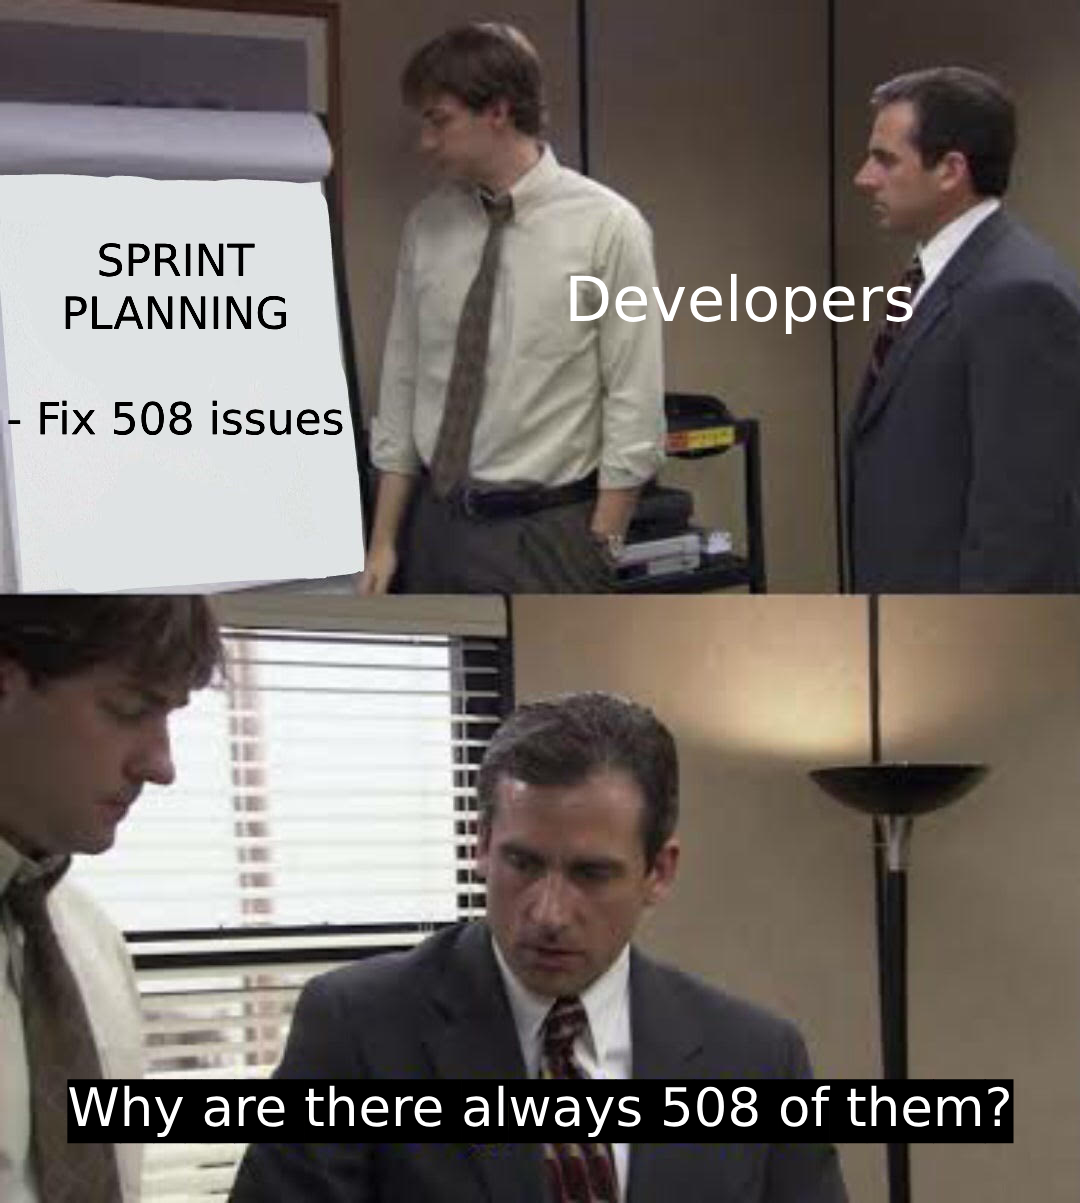 SPRINT
PLANNING
- Fix 508 issues
Developers
Why are there always 508 of them?